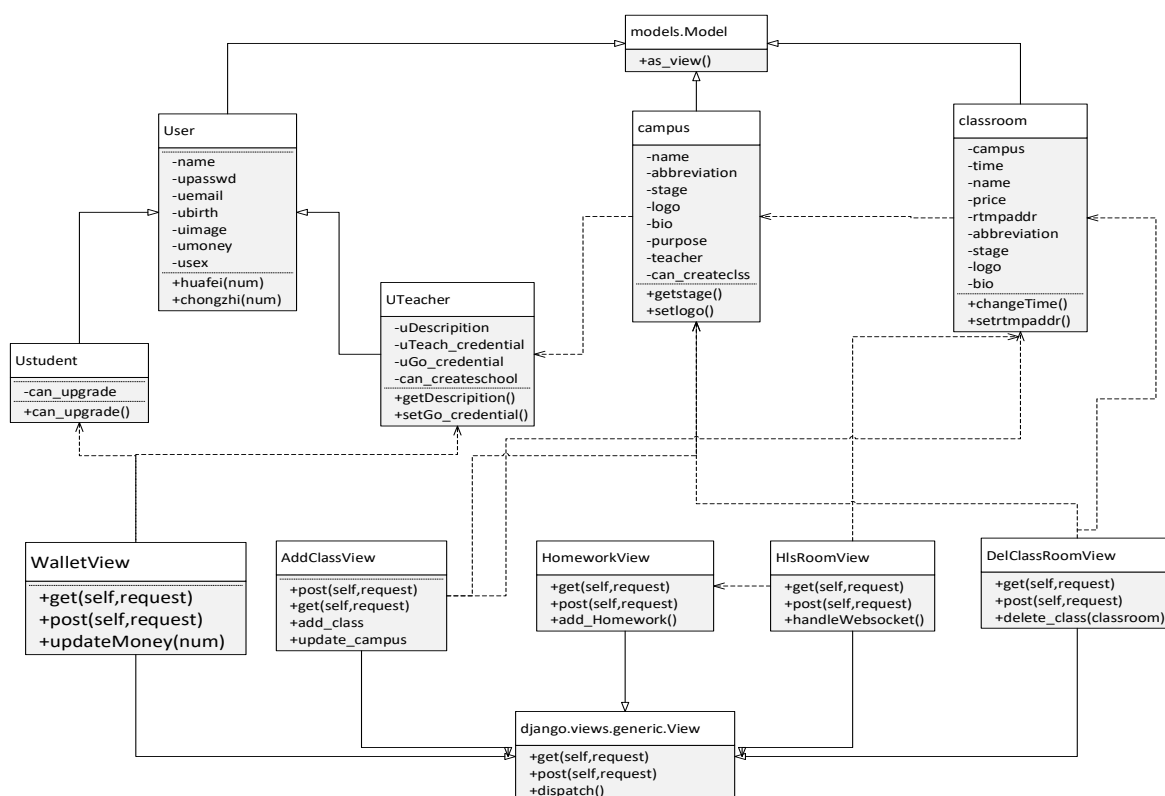 models.Model
+as_view()
User
-name
-upasswd
-uemail
-ubirth
-uimage
-umoney
-usex
+huafei(num)
+chongzhi(num)
campus
-name
-abbreviation
-stage
-logo
-bio
-purpose
-teacher
-can_createclss
+getstage()
+setlogo()
classroom
-campus
-time
-name
-price
-rtmpaddr
-abbreviation
-stage
-logo
-bio
+changeTime()
+setrtmpaddr()
UTeacher
-uDescripition
-uTeach_credential
-uGo_credential
-can_createschool
+getDescripition()
+setGo_credential()
Ustudent
-can_upgrade
+can_upgrade()
WalletView
+get(self,request)
+post(self,request)
+updateMoney(num)
AddClassView
+post(self,request)
+get(self,request)
+add_class
+update_campus
HomeworkView
+get(self,request)
+post(self,request)
+add_Homework()
HlsRoomView
+get(self,request)
+post(self,request)
+handleWebsocket()
DelClassRoomView
+get(self,request)
+post(self,request)
+delete_class(classroom)
django.views.generic.View
+get(self,request)
+post(self,request)
+dispatch()